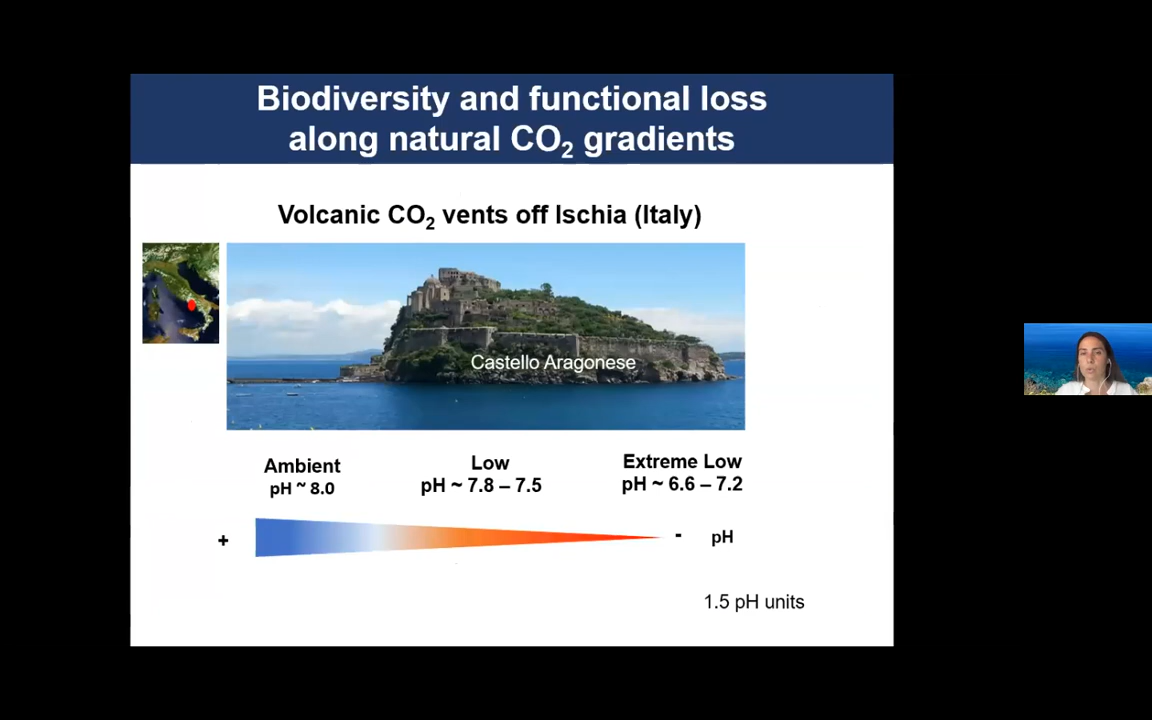 Biodiversity and functional loss
along natural CO₂ gradients
Volcanic CO₂ vents off Ischia (Italy)
Castello Aragonese
Ambient
pH ~ 8.0
Low
pH ~ 7.8 – 7.5
Extreme Low
pH ~ 6.6 – 7.2
+ - pH
1.5 pH units